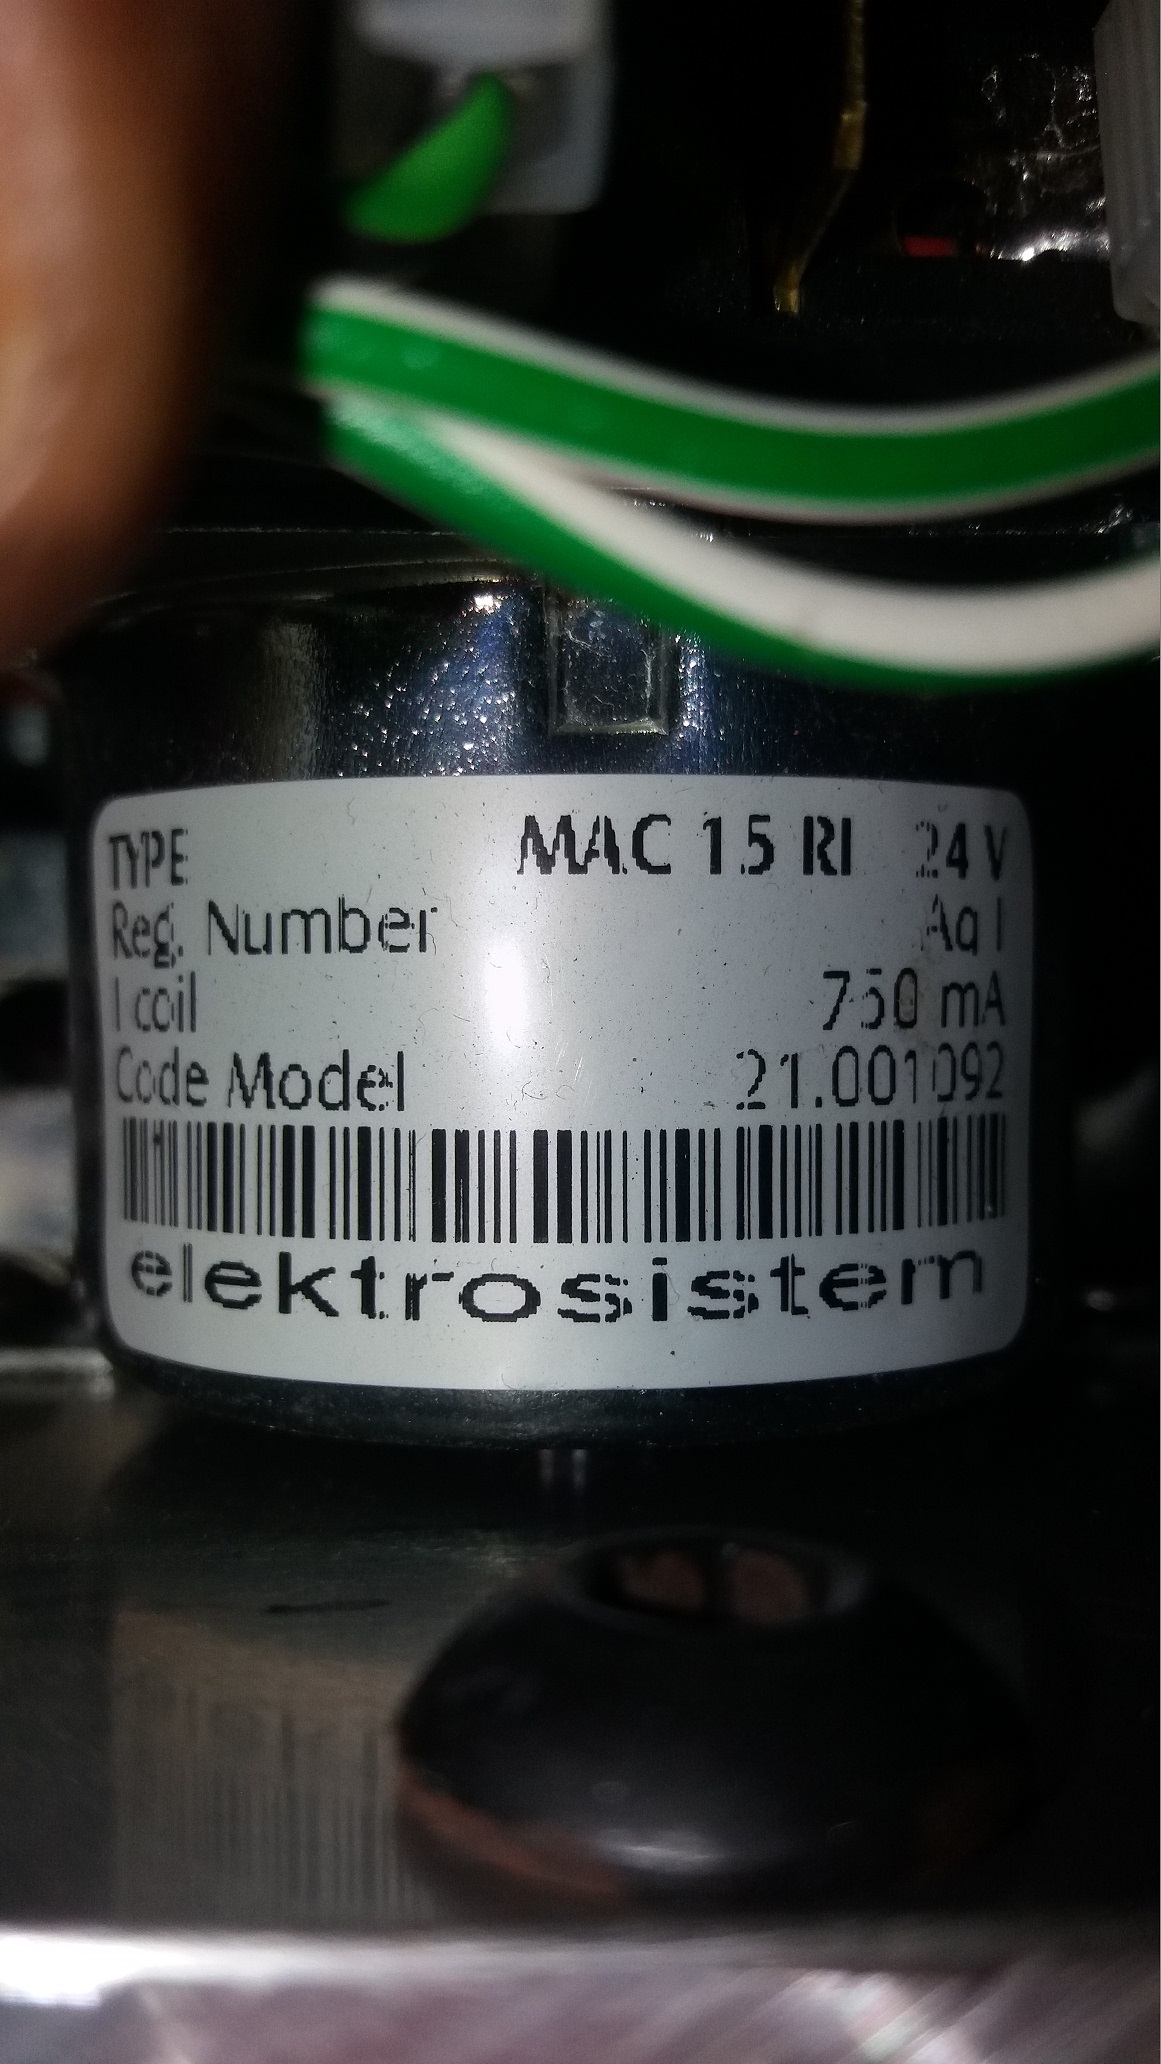 TYPE MAC 15 RI 24 V
Reg. Number Aq I
I coil 750 mA
Code Model 21.001092
elektrosistem